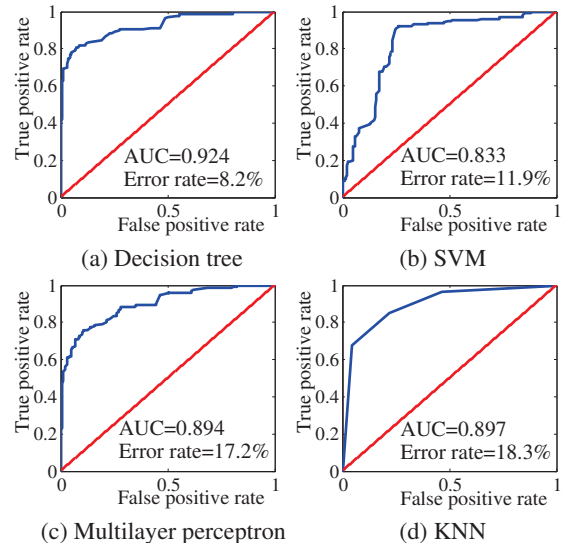 True positive rate
1
0.8
0.6
0.4
0.2
0
0
0.5
1
AUC=0.924
Error rate=8.2%
False positive rate
(a) Decision tree
True positive rate
1
0.8
0.6
0.4
0.2
0
0
0.5
1
AUC=0.833
Error rate=11.9%
False positive rate
(b) SVM
True positive rate
1
0.8
0.6
0.4
0.2
0
0
0.5
1
AUC=0.894
Error rate=17.2%
False positive rate
(c) Multilayer perceptron
True positive rate
1
0.8
0.6
0.4
0.2
0
0
0.5
1
AUC=0.897
Error rate=18.3%
False positive rate
(d) KNN